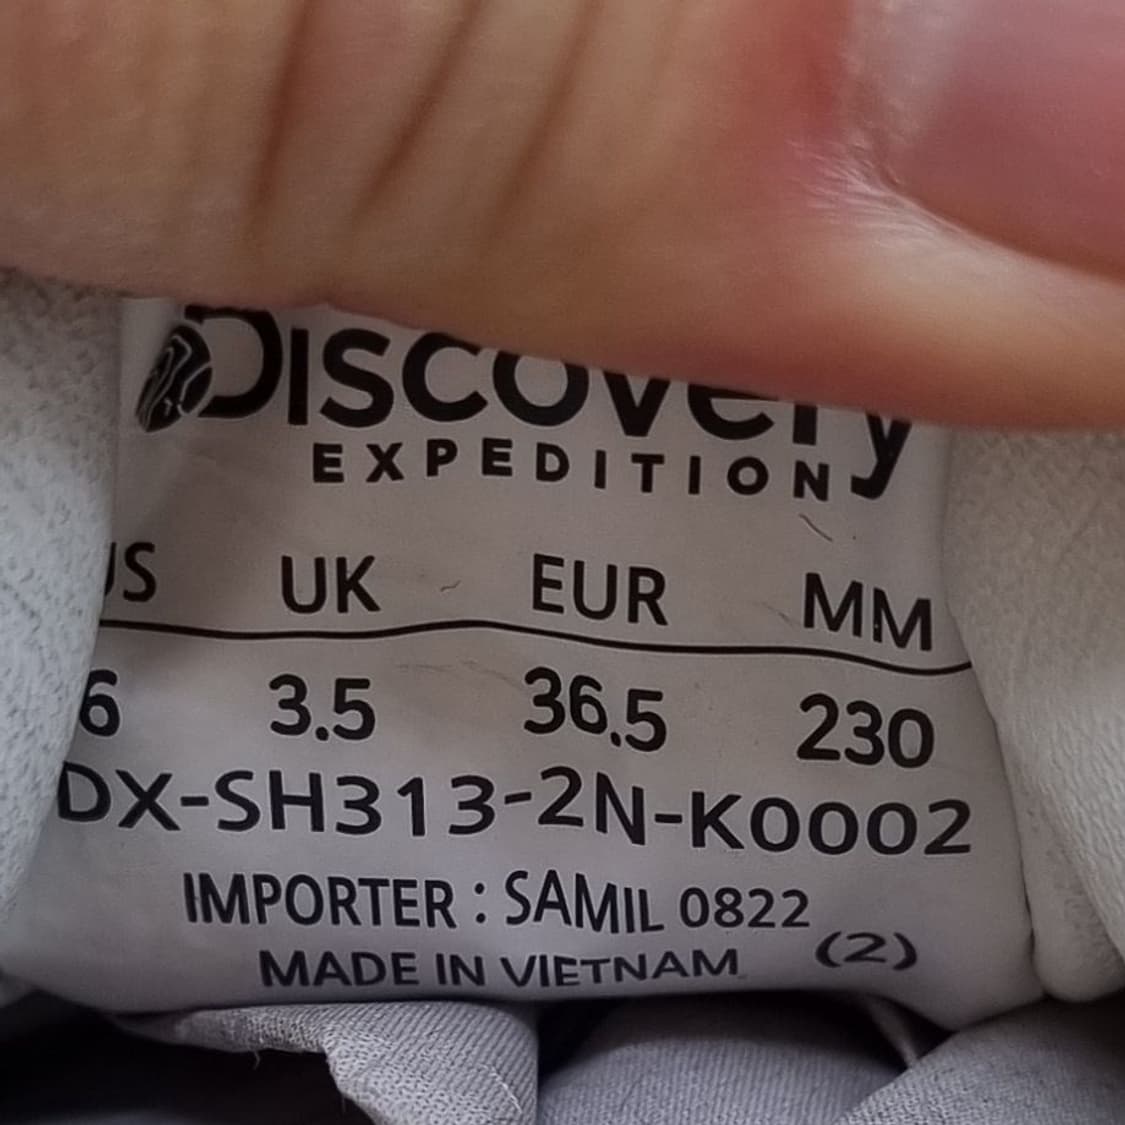 DISCOVERY
EXPEDITION
US UK EUR MM
6 3.5 36.5 230
DX-SH313-2N-K0002
IMPORTER : SAMIL 0822
MADE IN VIETNAM (2)